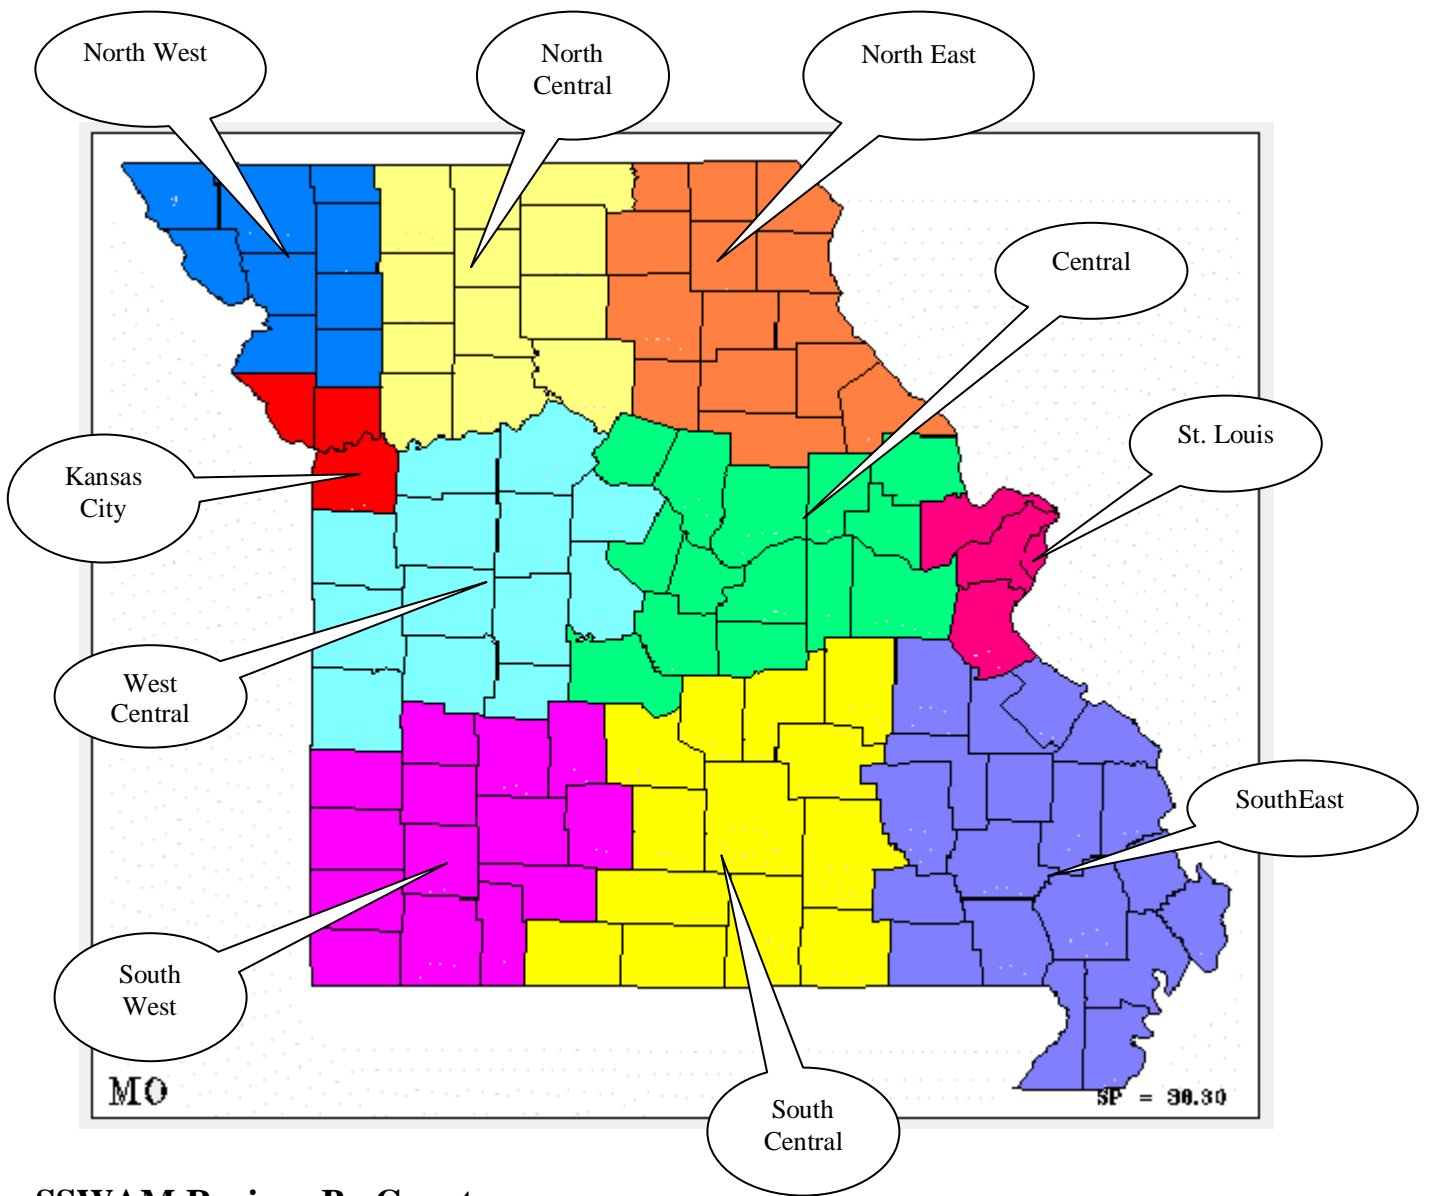 North West
North
Central
North East
Central
St. Louis
Kansas
City
West
Central
SouthEast
South
West
South
Central
MO
SP = 90.30